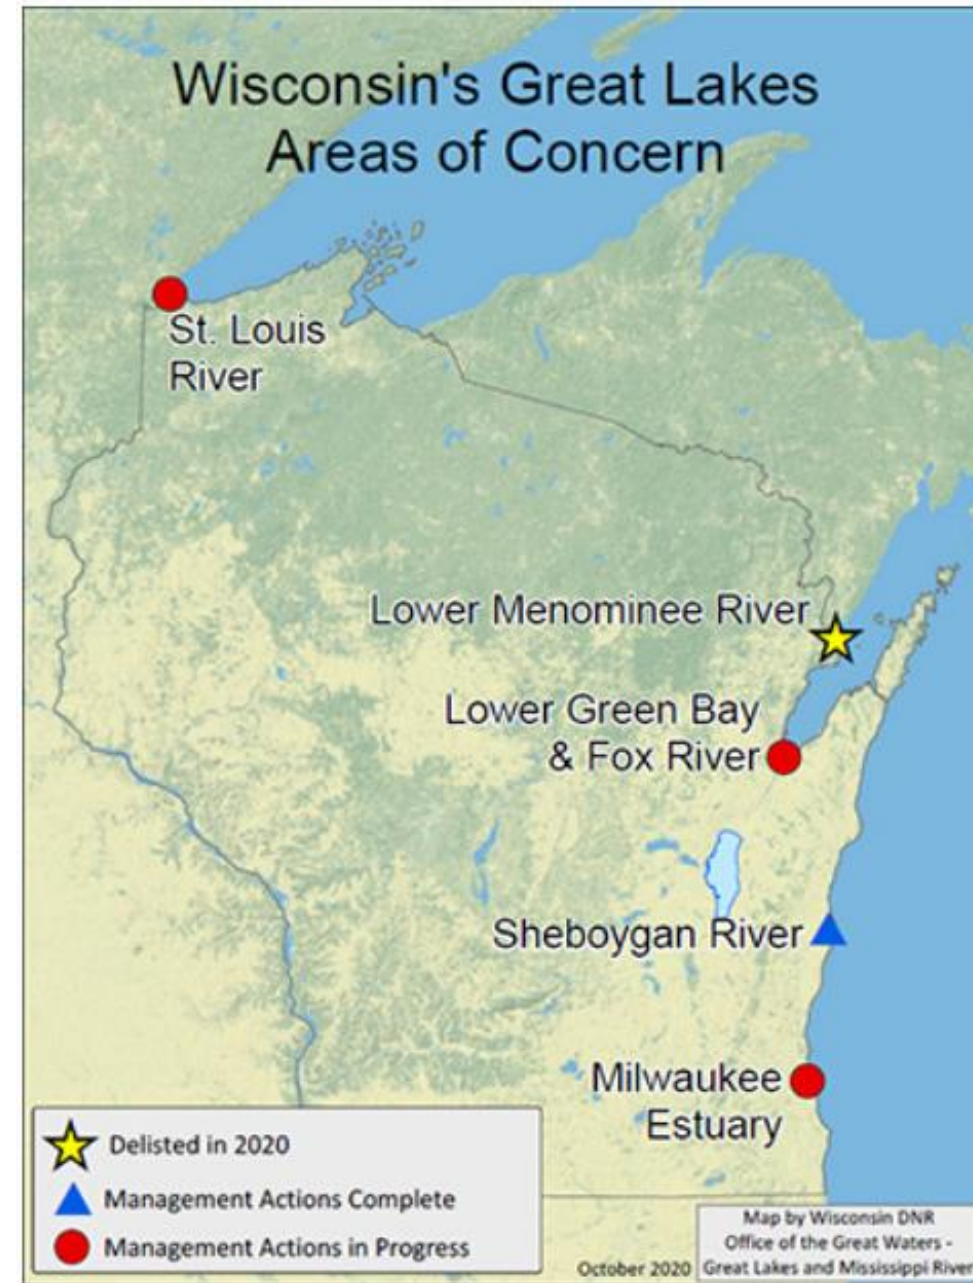 Wisconsin's Great Lakes
Areas of Concern
St. Louis
River
Lower Menominee River
Lower Green Bay
& Fox River
Sheboygan River
Milwaukee
Estuary
Delisted in 2020
Management Actions Complete
Management Actions in Progress
October 2020
Map by Wisconsin DNR
Office of the Great Waters -
Great Lakes and Mississippi River